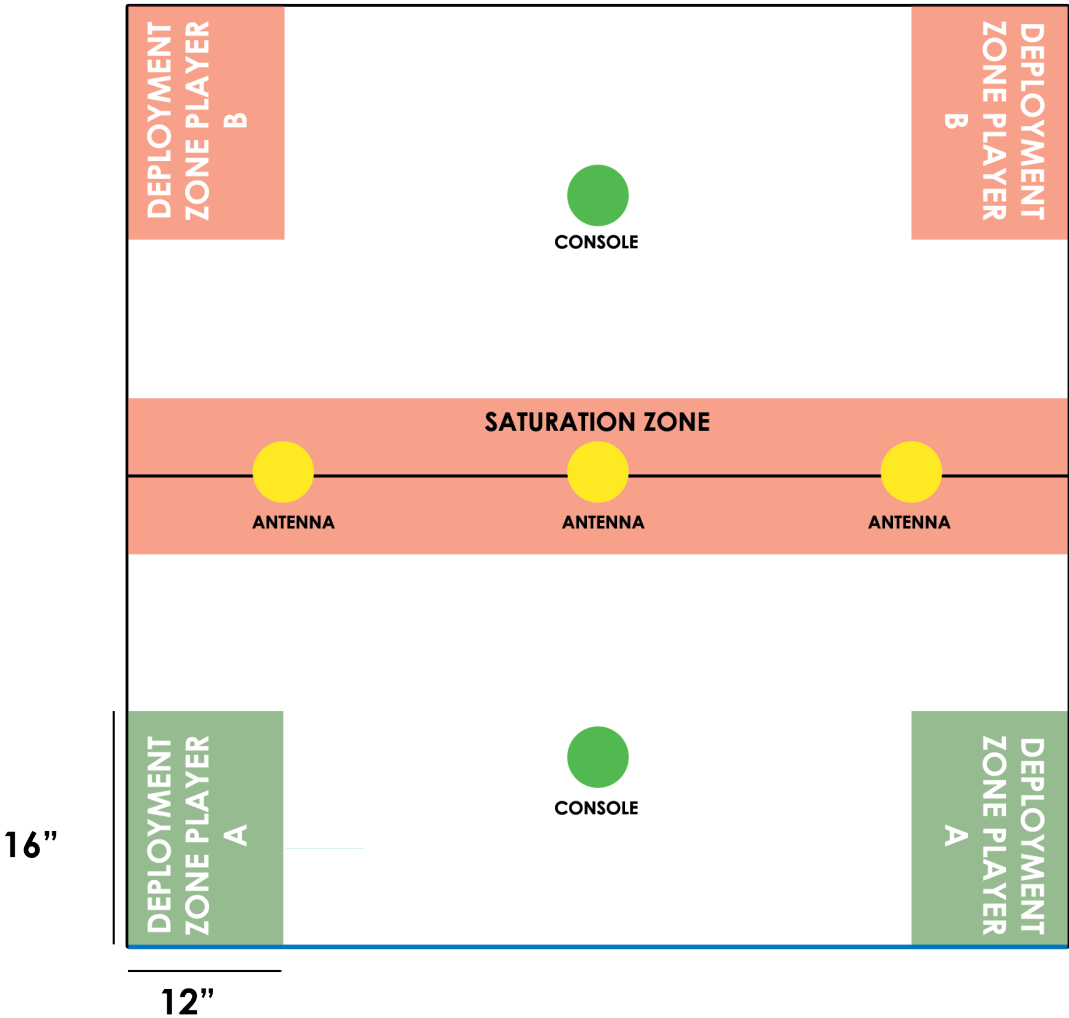 DEPLOYMENT
ZONE PLAYER
B
DEPLOYMENT
ZONE PLAYER
B
CONSOLE
SATURATION ZONE
ANTENNA
ANTENNA
ANTENNA
DEPLOYMENT
ZONE PLAYER
A
DEPLOYMENT
ZONE PLAYER
A
CONSOLE
16”
12”